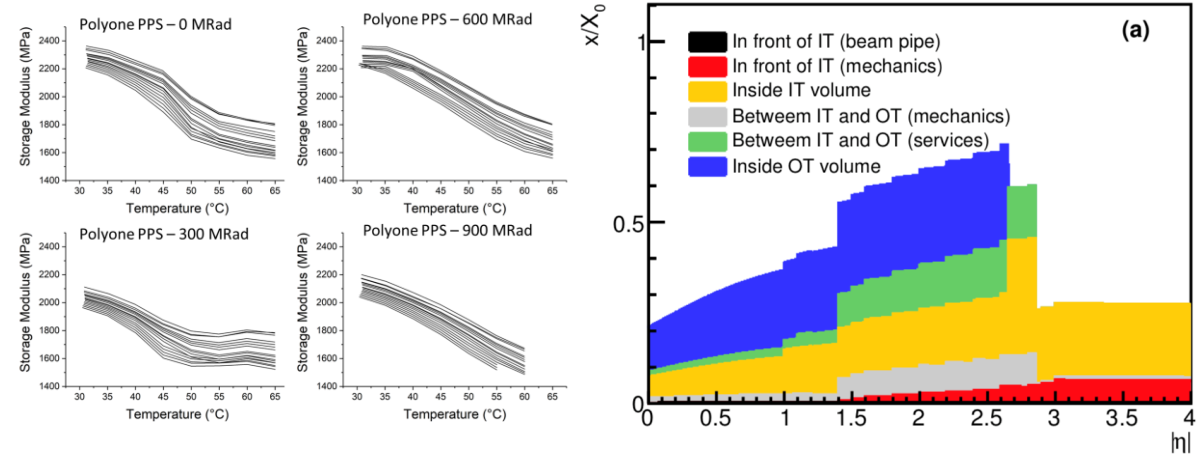 Polyone PPS – 0 MRad
Storage Modulus (MPa)
2400
2200
2000
1800
1600
1400
30 35 40 45 50 55 60 65
Temperature (°C)
Polyone PPS – 600 MRad
Storage Modulus (MPa)
2400
2200
2000
1800
1600
1400
30 35 40 45 50 55 60 65
Temperature (°C)
Polyone PPS – 300 MRad
Storage Modulus (MPa)
2400
2200
2000
1800
1600
1400
30 35 40 45 50 55 60 65
Temperature (°C)
Polyone PPS – 900 MRad
Storage Modulus (MPa)
2400
2200
2000
1800
1600
1400
30 35 40 45 50 55 60 65
Temperature (°C)
x/X0
(a)
1
0.5
0
In front of IT (beam pipe)
In front of IT (mechanics)
Inside IT volume
Between IT and OT (mechanics)
Between IT and OT (services)
Inside OT volume
0 0.5 1 1.5 2 2.5 3 3.5 4
|η|